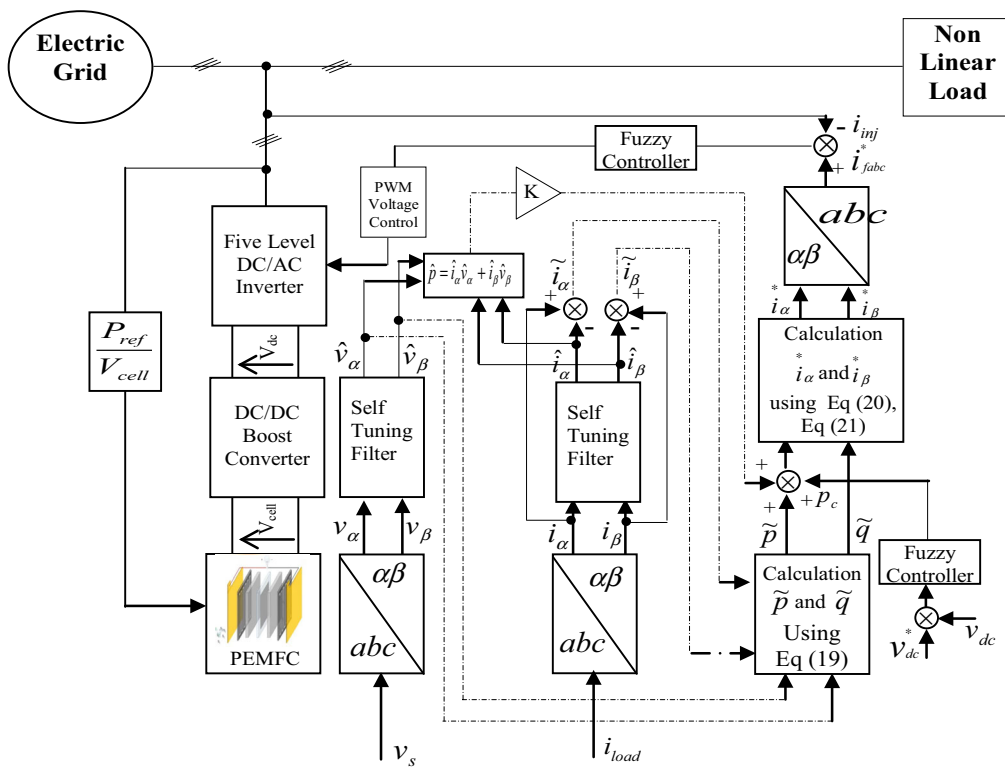 Electric
Grid
Non
Linear
Load
- i_inj
+ i*_fabc
Fuzzy
Controller
PWM
Voltage
Control
K
abc
αβ
Five Level
DC/AC
Inverter
p̂ = î_α v̂_α + î_β v̂_β
ĩ_α
ĩ_β
+
+
-
-
i*_α
i*_β
P_ref
V_cell
V_dc
v̂_α
v̂_β
î_α
î_β
Calculation
i*_α and i*_β
using Eq (20),
Eq (21)
DC/DC
Boost
Converter
Self
Tuning
Filter
Self
Tuning
Filter
+
+
+ p_c
V_cell
v_α
v_β
i_α
i_β
p̃
q̃
Fuzzy
Controller
PEMFC
αβ
abc
αβ
abc
Calculation
p̃ and q̃
Using
Eq (19)
v*_dc
v_dc
v_s
i_load